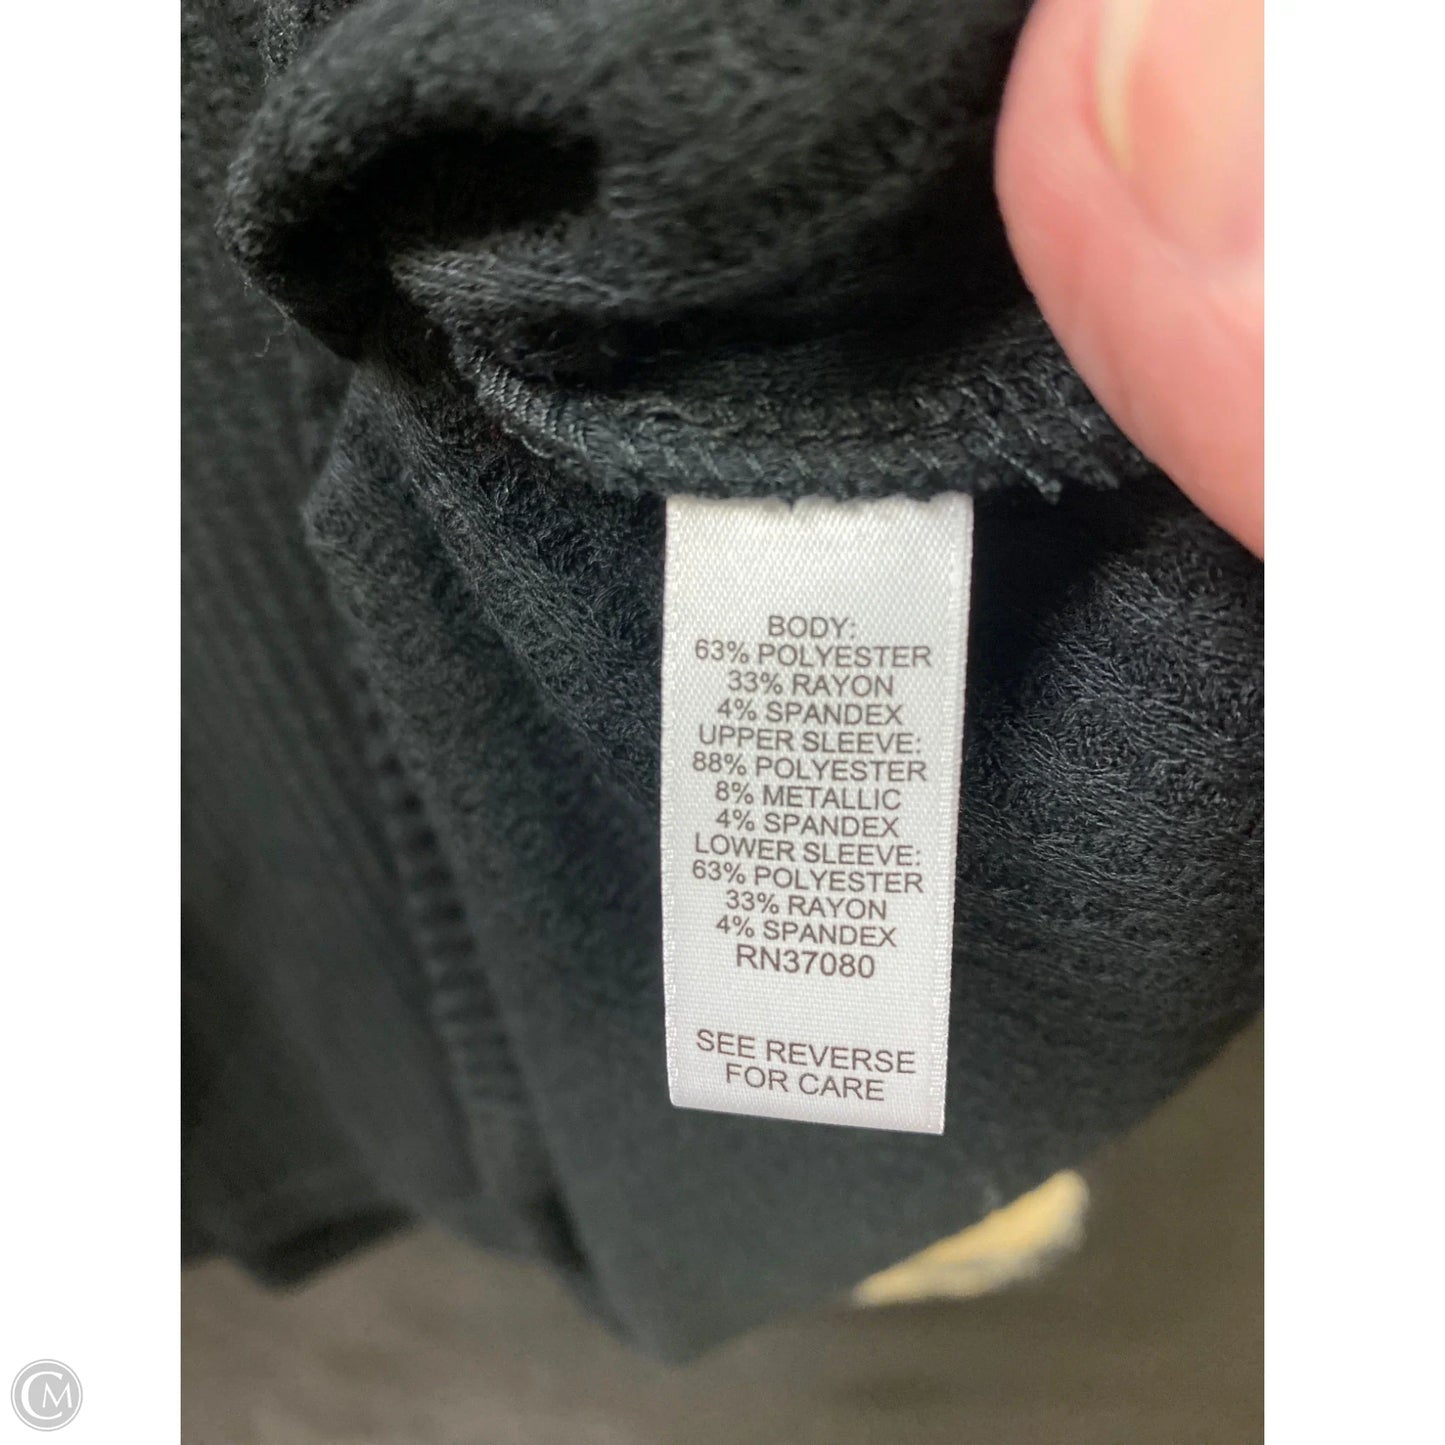 BODY:
63% POLYESTER
33% RAYON
4% SPANDEX
UPPER SLEEVE:
88% POLYESTER
8% METALLIC
4% SPANDEX
LOWER SLEEVE:
63% POLYESTER
33% RAYON
4% SPANDEX
RN37080
SEE REVERSE
FOR CARE
CM